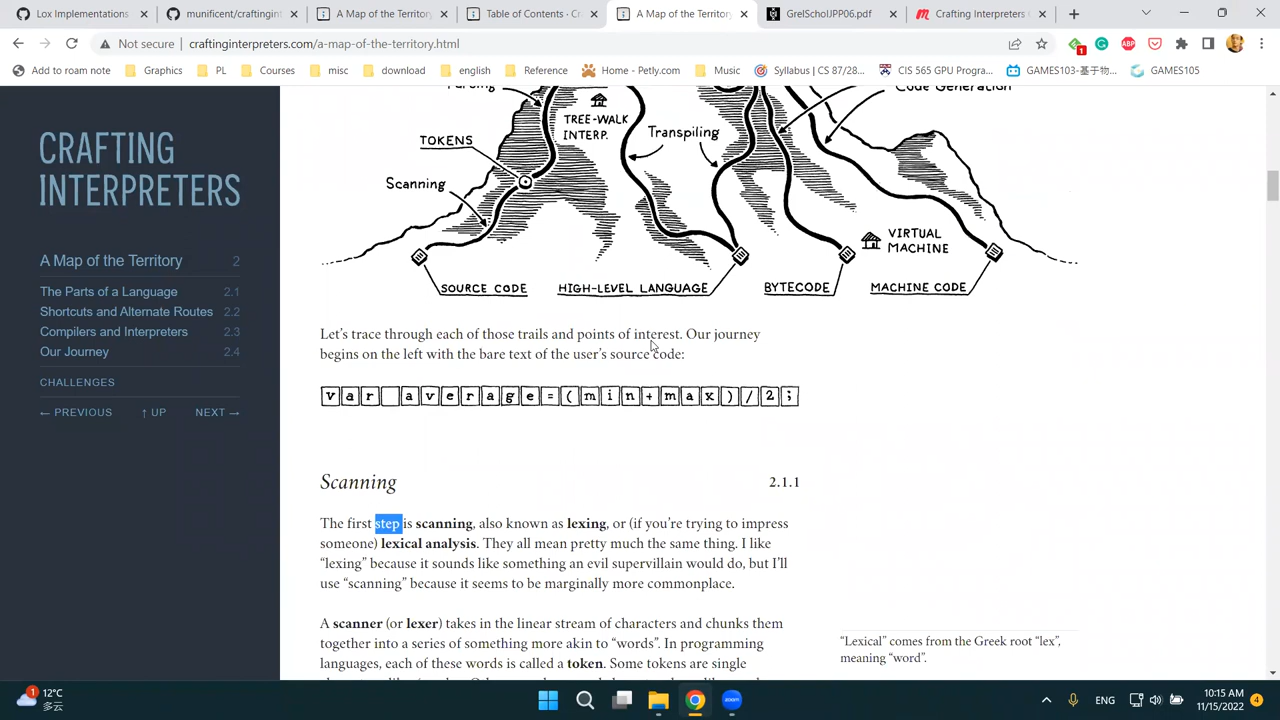 Lox Implementations
munificent/craftingint
A Map of the Territory
Table of Contents · Cr
A Map of the Territory
GrelScholJPP06.pdf
Crafting Interpreters
Not secure
craftinginterpreters.com/a-map-of-the-territory.html
1
ABP
Add to roam note
Graphics
PL
Courses
misc
download
english
Reference
Home - Petly.com
Music
Syllabus | CS 87/28...
CIS 565 GPU Progra...
GAMES103-基于物...
GAMES105
CRAFTING
INTERPRETERS
A Map of the Territory 2
The Parts of a Language 2.1
Shortcuts and Alternate Routes 2.2
Compilers and Interpreters 2.3
Our Journey 2.4
CHALLENGES
← PREVIOUS ↑ UP NEXT →
Parsing
Code Generation
TREE-WALK
INTERP.
Transpiling
TOKENS
Scanning
VIRTUAL
MACHINE
SOURCE CODE
HIGH-LEVEL LANGUAGE
BYTECODE
MACHINE CODE
Let's trace through each of those trails and points of interest. Our journey
begins on the left with the bare text of the user's source code:
var average=(min+max)/2;
Scanning 2.1.1
The first step is scanning, also known as lexing, or (if you're trying to impress
someone) lexical analysis. They all mean pretty much the same thing. I like
“lexing” because it sounds like something an evil supervillain would do, but I'll
use “scanning” because it seems to be marginally more commonplace.
A scanner (or lexer) takes in the linear stream of characters and chunks them
together into a series of something more akin to “words”. In programming
languages, each of these words is called a token. Some tokens are single
“Lexical” comes from the Greek root “lex”,
meaning “word”.
1
12°C
多云
zoom
ENG
10:15 AM
11/15/2022
4